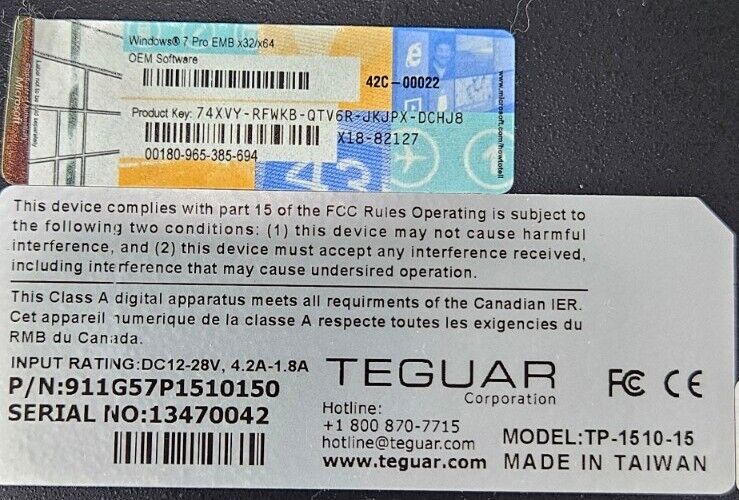 Windows® 7 Pro EMB x32/x64
OEM Software
42C-00022
Product Key: 74XVY-RFWKB-QTV6R-JKJPX-DCHJ8
X18-82127
00180-965-385-694
Microsoft
www.microsoft.com/howtotell
This device complies with part 15 of the FCC Rules Operating is subject to
the following two conditions: (1) this device may not cause harmful
interference, and (2) this device must accept any interference received,
including interference that may cause undersired operation.
This Class A digital apparatus meets all requirments of the Canadian IER.
Cet appareil numerique de la classe A respecte toutes les exigencies du
RMB du Canada.
INPUT RATING:DC12-28V, 4.2A-1.8A
P/N:911G57P1510150
SERIAL NO:13470042
TEGUAR
Corporation
Hotline:
+1 800 870-7715
hotline@teguar.com
www.teguar.com
FC CE
MODEL:TP-1510-15
MADE IN TAIWAN